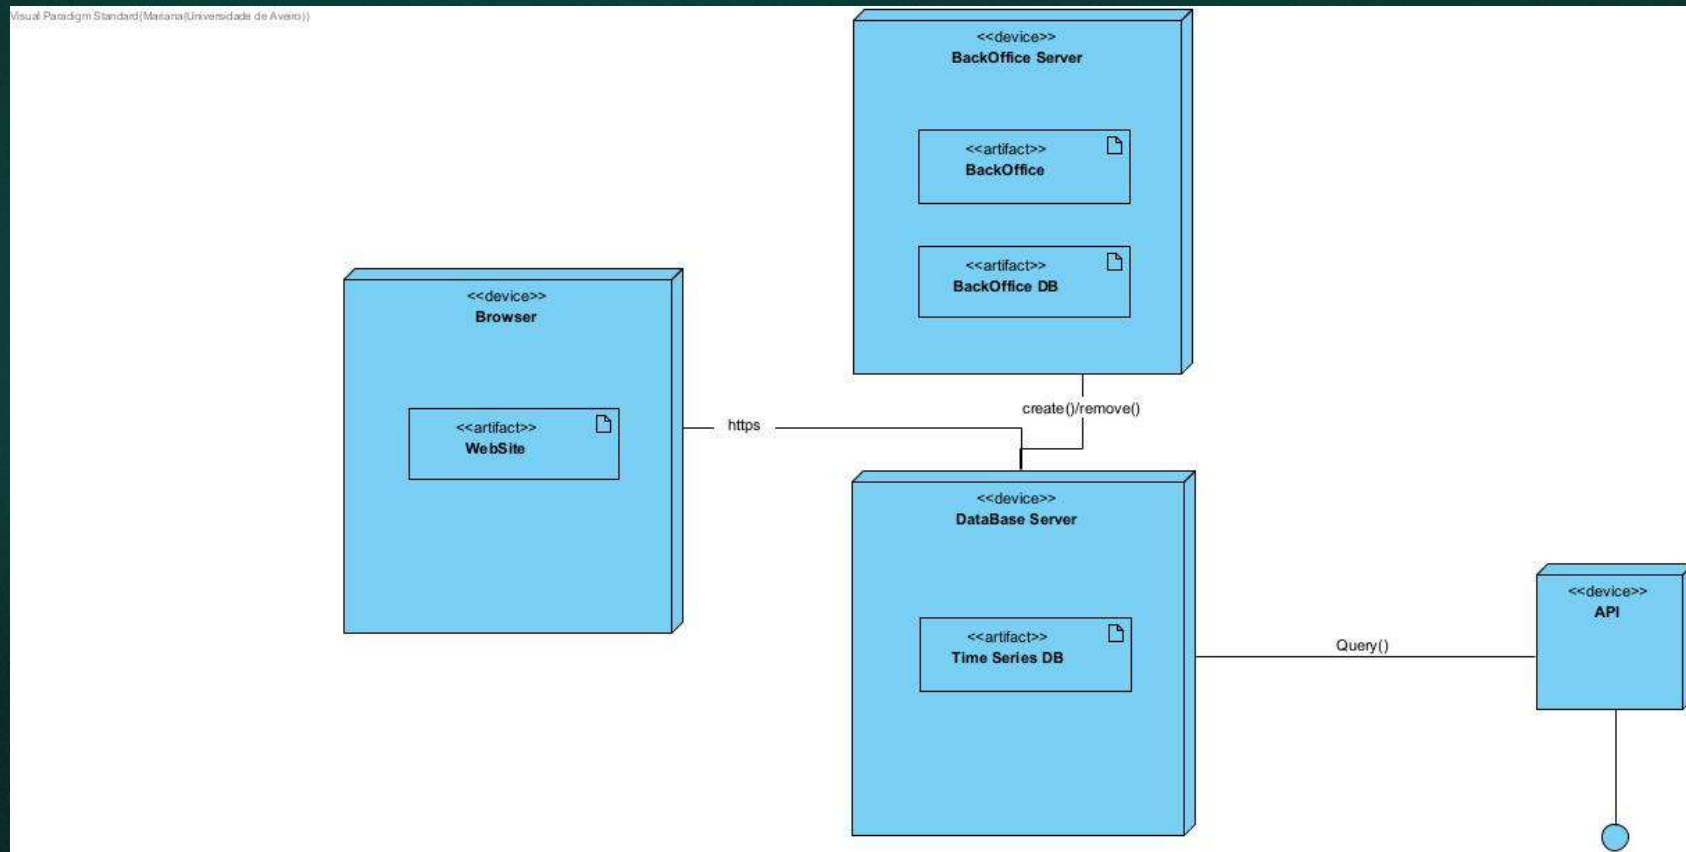 Visual Paradigm Standard(Mariana(Universidade de Aveiro))
<<device>>
BackOffice Server
<<artifact>>
BackOffice
<<artifact>>
BackOffice DB
<<device>>
Browser
<<artifact>>
WebSite
create()/remove()
https
<<device>>
DataBase Server
<<artifact>>
Time Series DB
Query()
<<device>>
API